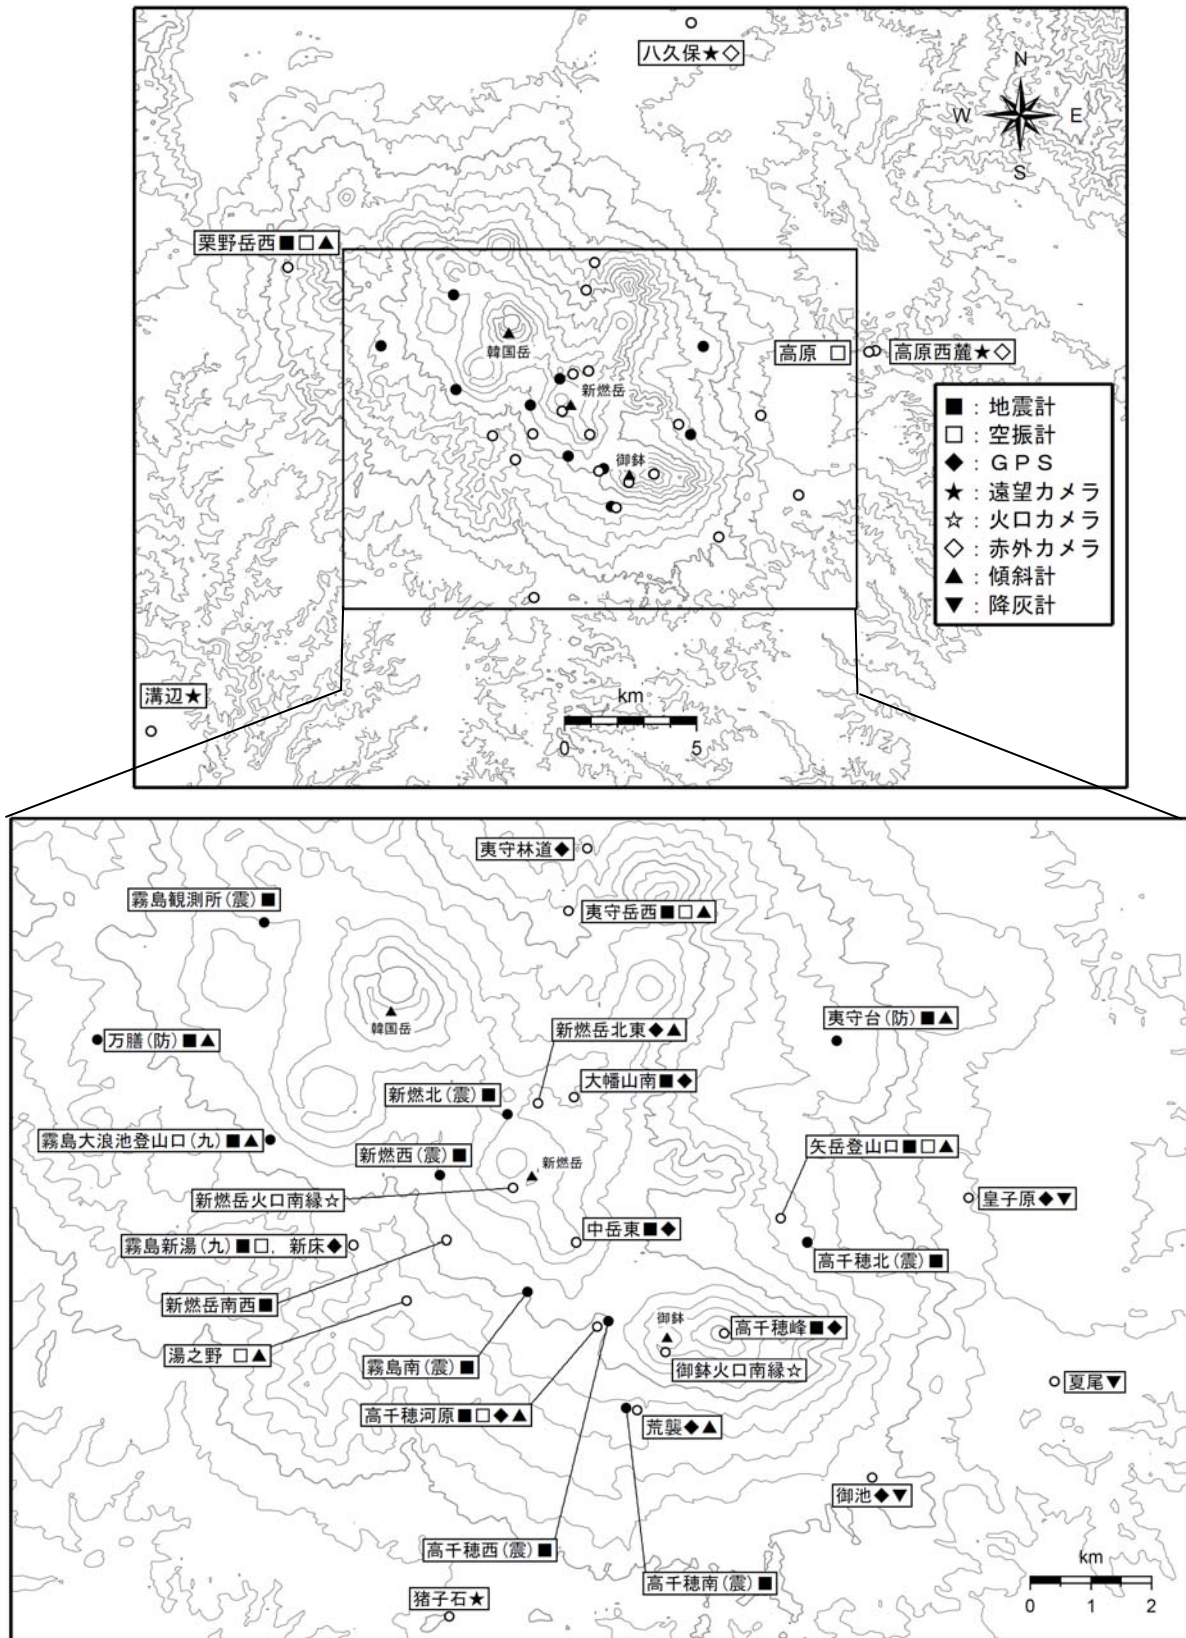 八久保★◇
N
W E
S
栗野岳西■□▲
韓国岳
高原 □
高原西麓★◇
新燃岳
御鉢
■：地震計
□：空振計
◆：ＧＰＳ
★：遠望カメラ
☆：火口カメラ
◇：赤外カメラ
▲：傾斜計
▼：降灰計
溝辺★
km
0 5
夷守林道◆
霧島観測所(震)■
夷守岳西■□▲
韓国岳
万膳(防)■▲
新燃岳北東◆▲
夷守台(防)■▲
新燃北(震)■
大幡山南■◆
霧島大浪池登山口(九)■▲
新燃西(震)■
矢岳登山口■□▲
新燃岳
新燃岳火口南縁☆
皇子原◆▼
霧島新湯(九)■□，新床◆
中岳東■◆
高千穂北(震)■
新燃岳南西■
御鉢
高千穂峰■◆
湯之野 □▲
霧島南(震)■
御鉢火口南縁☆
夏尾▼
高千穂河原■□◆▲
荒襲◆▲
御池◆▼
高千穂西(震)■
高千穂南(震)■
猪子石★
km
0 1 2